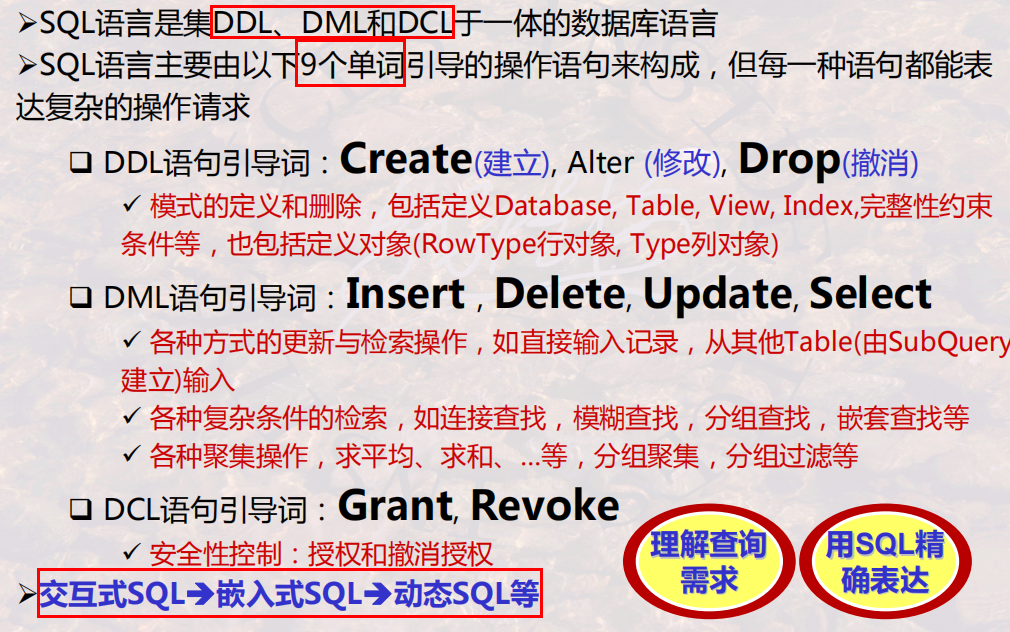 ➢SQL语言是集DDL、DML和DCL于一体的数据库语言
➢SQL语言主要由以下9个单词引导的操作语句来构成，但每一种语句都能表
达复杂的操作请求
❑ DDL语句引导词：Create(建立), Alter (修改), Drop(撤消)
✓ 模式的定义和删除，包括定义Database, Table, View, Index,完整性约束
条件等，也包括定义对象(RowType行对象, Type列对象)
❑ DML语句引导词：Insert , Delete, Update, Select
✓ 各种方式的更新与检索操作，如直接输入记录，从其他Table(由SubQuery
建立)输入
✓ 各种复杂条件的检索，如连接查找，模糊查找，分组查找，嵌套查找等
✓ 各种聚集操作，求平均、求和、…等，分组聚集，分组过滤等
❑ DCL语句引导词：Grant, Revoke
✓ 安全性控制：授权和撤消授权
➢交互式SQL➔嵌入式SQL➔动态SQL等
理解查询
需求
用SQL精
确表达